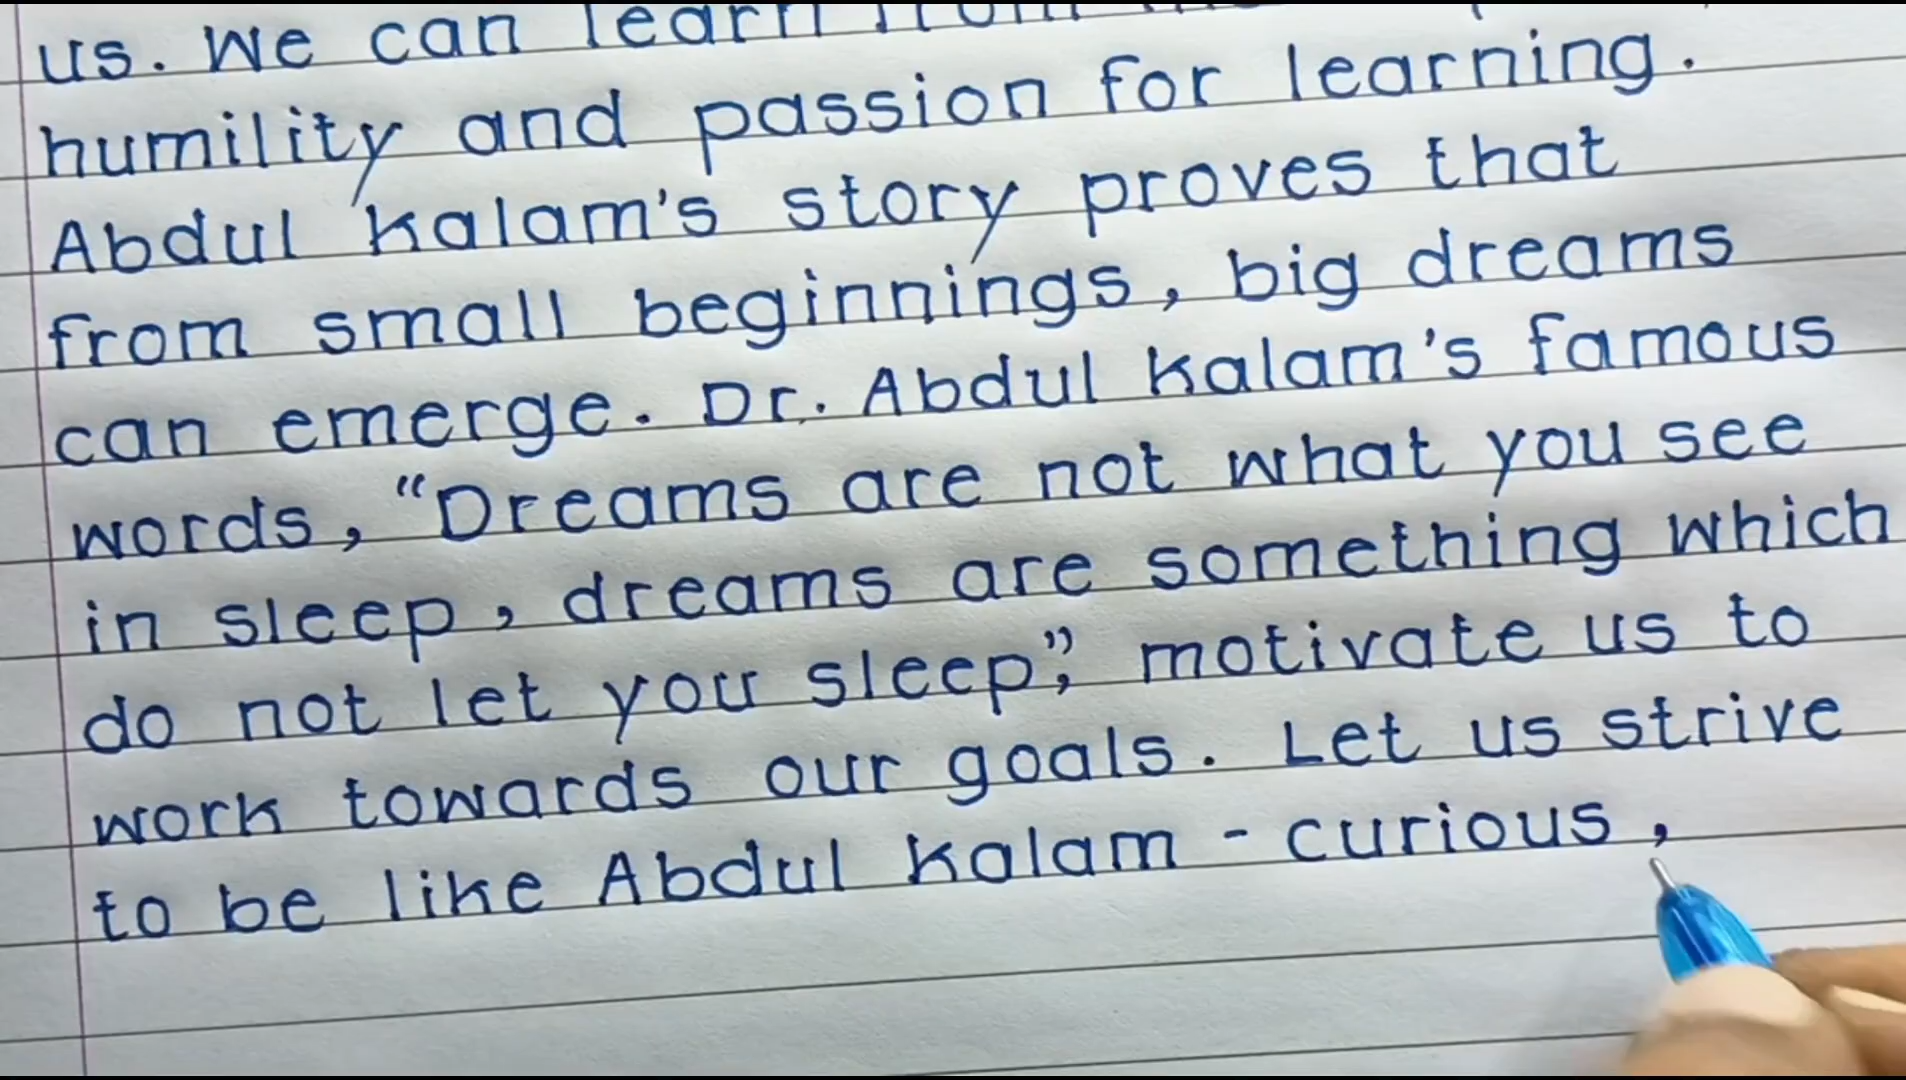 us. We can learn from
humility and passion for learning.
Abdul Kalam's story proves that
from small beginnings, big dreams
can emerge. Dr. Abdul Kalam's famous
words, “Dreams are not what you see
in sleep, dreams are something which
do not let you sleep”, motivate us to
work towards our goals. Let us strive
to be like Abdul Kalam - curious,